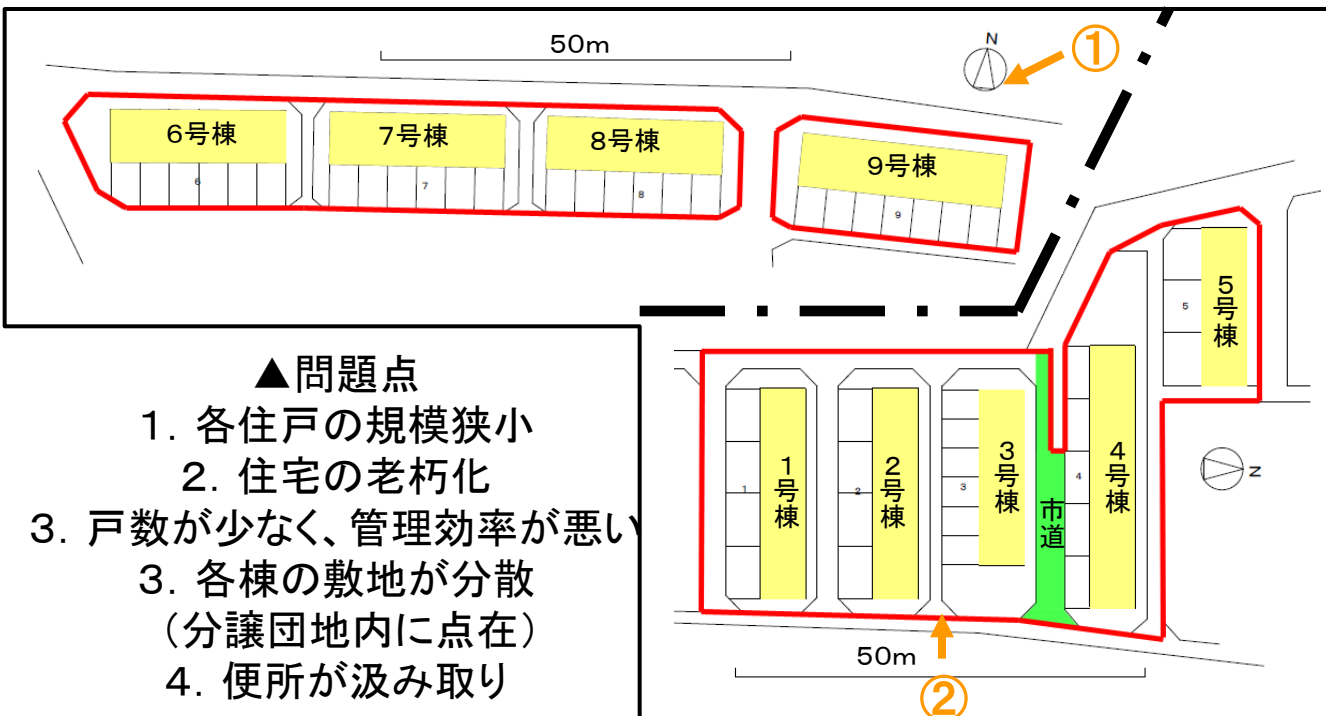 50m
N
①
6号棟
7号棟
8号棟
9号棟
6
7
8
9
▲問題点
1. 各住戸の規模狭小
2. 住宅の老朽化
3. 戸数が少なく、管理効率が悪い
3. 各棟の敷地が分散
（分譲団地内に点在）
4. 便所が汲み取り
5号棟
5
1号棟
1
2号棟
2
3号棟
3
市道
4号棟
4
N
50m
②